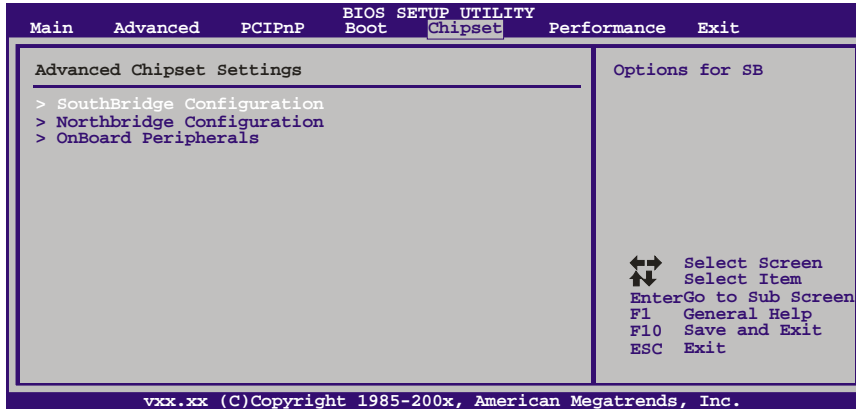 BIOS SETUP UTILITY
Main Advanced PCIPnP Boot Chipset Performance Exit
Advanced Chipset Settings
> SouthBridge Configuration
> Northbridge Configuration
> OnBoard Peripherals
Options for SB
Select Screen
Select Item
Enter Go to Sub Screen
F1 General Help
F10 Save and Exit
ESC Exit
vxx.xx (C)Copyright 1985-200x, American Megatrends, Inc.